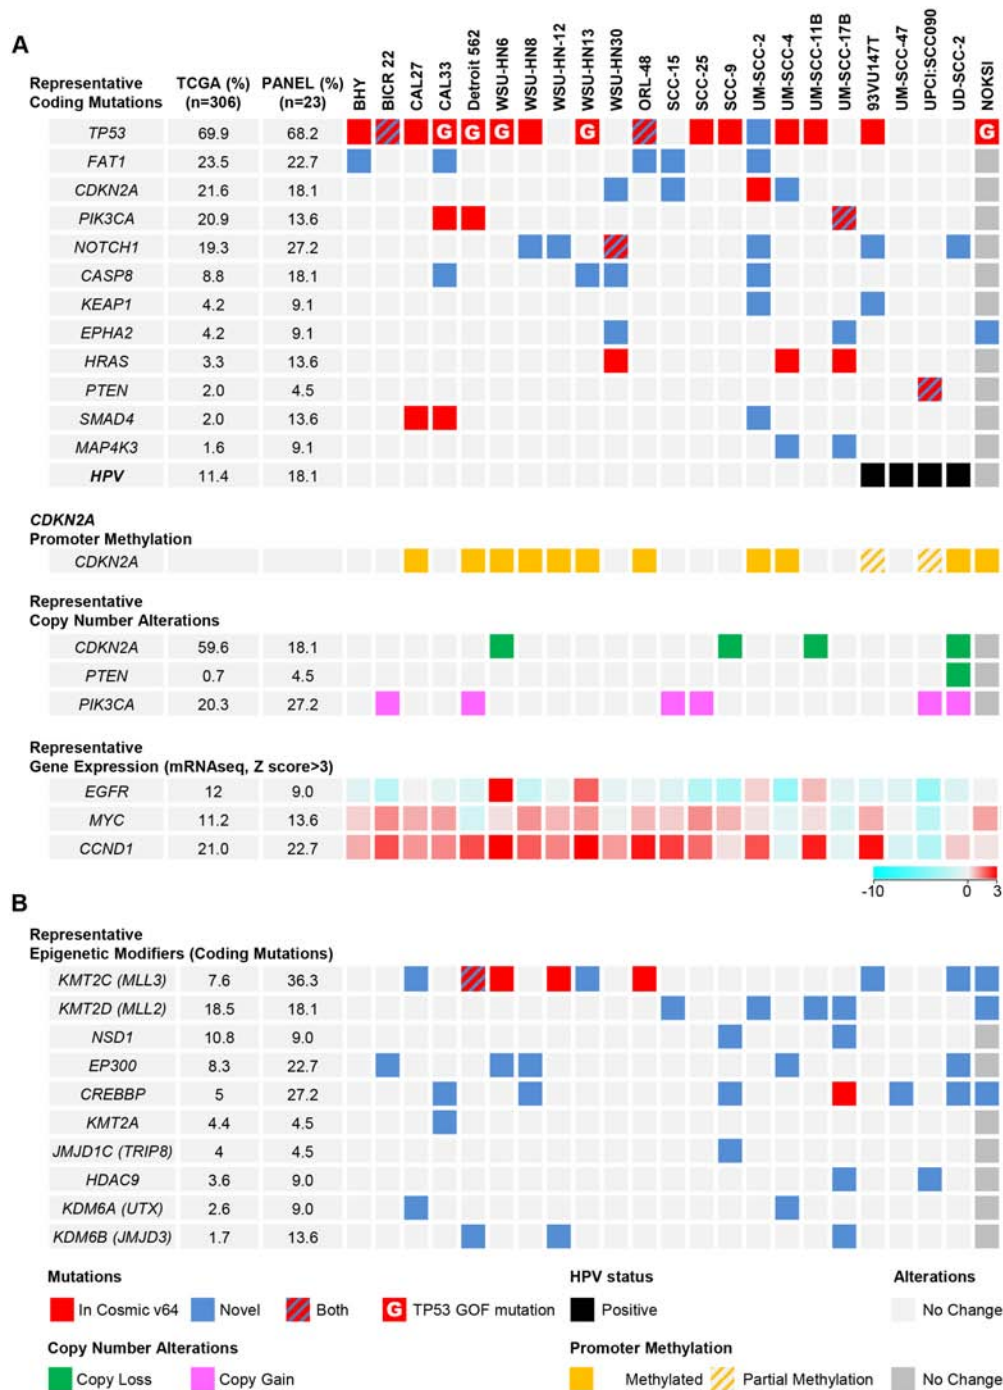 A
Representative
Coding Mutations
TCGA (%)
(n=306)
PANEL (%)
(n=23)
BHY
BICR 22
CAL27
CAL33
Detroit 562
WSU-HN6
WSU-HN8
WSU-HN-12
WSU-HN13
WSU-HN30
ORL-48
SCC-15
SCC-25
SCC-9
UM-SCC-2
UM-SCC-4
UM-SCC-11B
UM-SCC-17B
93VU147T
UM-SCC-47
UPCI:SCC090
UD-SCC-2
NOKSI
TP53 69.9 68.2 G G G G G
FAT1 23.5 22.7
CDKN2A 21.6 18.1
PIK3CA 20.9 13.6
NOTCH1 19.3 27.2
CASP8 8.8 18.1
KEAP1 4.2 9.1
EPHA2 4.2 9.1
HRAS 3.3 13.6
PTEN 2.0 4.5
SMAD4 2.0 13.6
MAP4K3 1.6 9.1
HPV 11.4 18.1
CDKN2A
Promoter Methylation
CDKN2A
Representative
Copy Number Alterations
CDKN2A 59.6 18.1
PTEN 0.7 4.5
PIK3CA 20.3 27.2
Representative
Gene Expression (mRNAseq, Z score>3)
EGFR 12 9.0
MYC 11.2 13.6
CCND1 21.0 22.7
-10 0 3
B
Representative
Epigenetic Modifiers (Coding Mutations)
KMT2C (MLL3) 7.6 36.3
KMT2D (MLL2) 18.5 18.1
NSD1 10.8 9.0
EP300 8.3 22.7
CREBBP 5 27.2
KMT2A 4.4 4.5
JMJD1C (TRIP8) 4 4.5
HDAC9 3.6 9.0
KDM6A (UTX) 2.6 9.0
KDM6B (JMJD3) 1.7 13.6
Mutations HPV status Alterations
In Cosmic v64 Novel Both G TP53 GOF mutation Positive No Change
Copy Number Alterations Promoter Methylation
Copy Loss Copy Gain Methylated Partial Methylation No Change